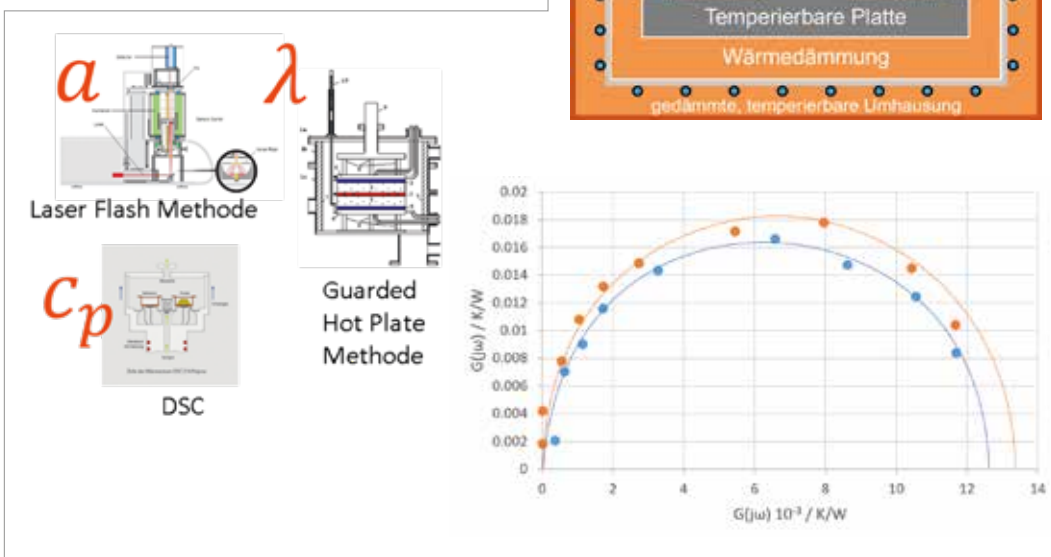 Temperierbare Platte
Wärmedämmung
gedämmte, temperierbare Umhausung
a
λ
Laser Flash Methode
c_p
Guarded
Hot Plate
Methode
DSC
G(jω) / K/W
0.02
0.018
0.016
0.014
0.012
0.01
0.008
0.006
0.004
0.002
0
0 2 4 6 8 10 12 14
G(jω) 10⁻³ / K/W